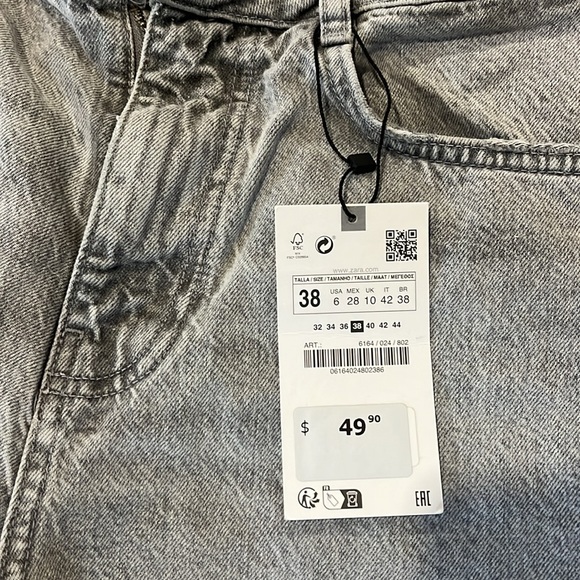 FSC
www.zara.com
TALLA / SIZE / TAMANHO / TAILLE / MAAT / ΜΕΓΕΘΟΣ
38 USA 6 MEX 28 UK 10 IT 42 BR 38
32 34 36 38 40 42 44
ART.: 6164 / 024 / 802
06164024802386
$ 49 90
EAC